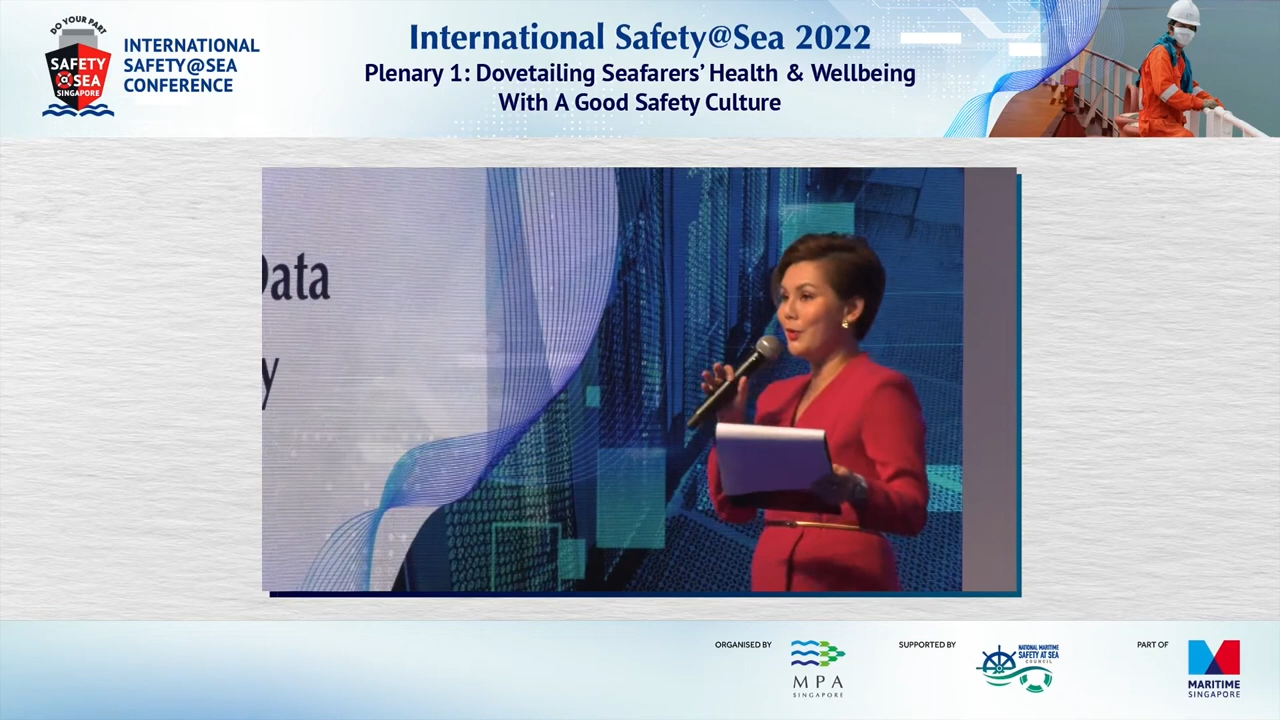 DO YOUR PART
SAFETY
@SEA
SINGAPORE
INTERNATIONAL
SAFETY@SEA
CONFERENCE
International Safety@Sea 2022
Plenary 1: Dovetailing Seafarers' Health & Wellbeing
With A Good Safety Culture
Data
y
ORGANISED BY
MPA
SINGAPORE
SUPPORTED BY
NATIONAL MARITIME
SAFETY AT SEA
COUNCIL
PART OF
MARITIME
SINGAPORE